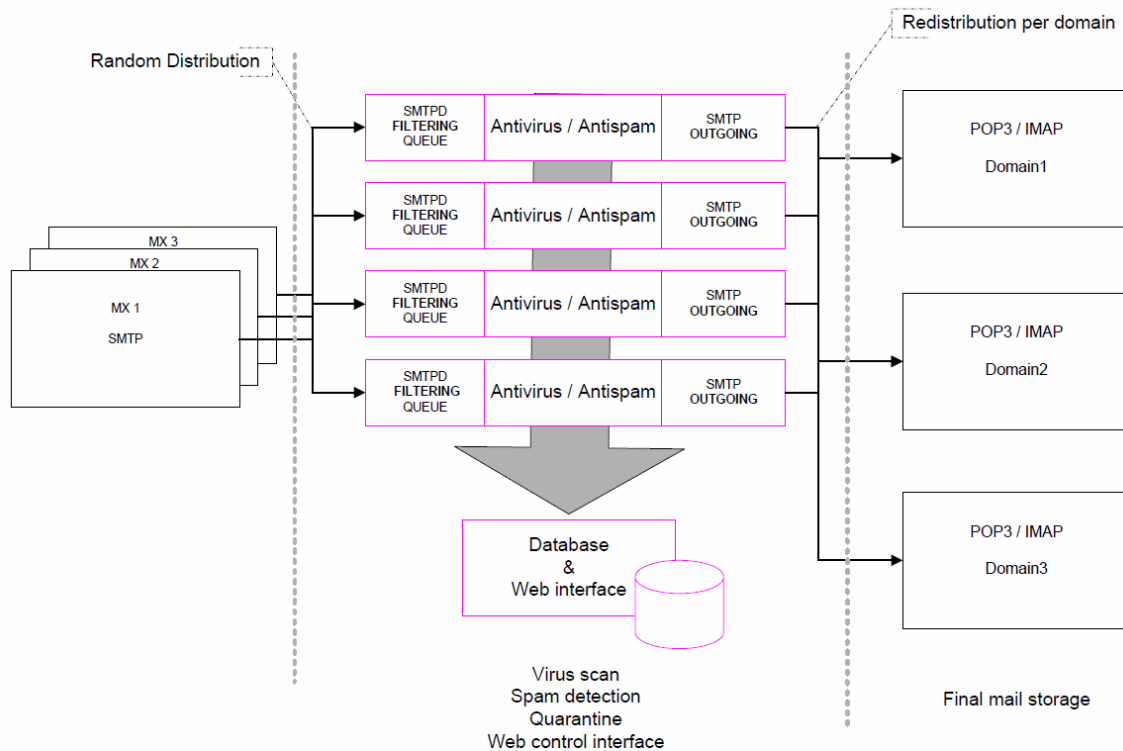 Redistribution per domain
Random Distribution
SMTPD
FILTERING
QUEUE
Antivirus / Antispam
SMTP
OUTGOING
POP3 / IMAP
Domain1
SMTPD
FILTERING
QUEUE
Antivirus / Antispam
SMTP
OUTGOING
MX 3
MX 2
MX 1
SMTP
SMTPD
FILTERING
QUEUE
Antivirus / Antispam
SMTP
OUTGOING
POP3 / IMAP
Domain2
SMTPD
FILTERING
QUEUE
Antivirus / Antispam
SMTP
OUTGOING
Database
&
Web interface
POP3 / IMAP
Domain3
Virus scan
Spam detection
Quarantine
Web control interface
Final mail storage